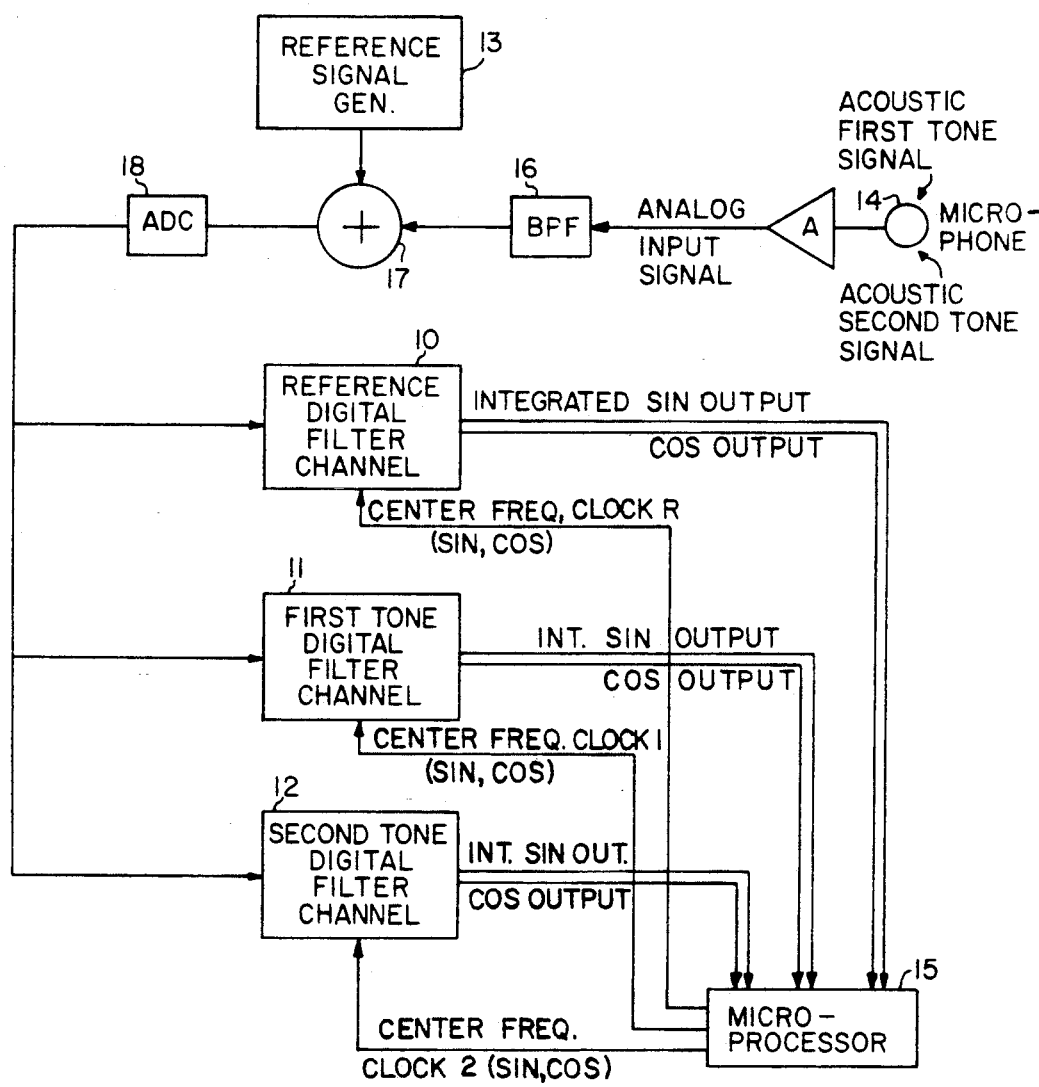 REFERENCE
SIGNAL
GEN.
13
ACOUSTIC
FIRST TONE
SIGNAL
18
ADC
+
17
16
BPF
ANALOG
INPUT
SIGNAL
A
14
MICRO-
PHONE
ACOUSTIC
SECOND TONE
SIGNAL
10
REFERENCE
DIGITAL
FILTER
CHANNEL
INTEGRATED SIN OUTPUT
COS OUTPUT
CENTER FREQ, CLOCK R
(SIN, COS)
11
FIRST TONE
DIGITAL
FILTER
CHANNEL
INT. SIN OUTPUT
COS OUTPUT
CENTER FREQ. CLOCK 1
(SIN, COS)
12
SECOND TONE
DIGITAL
FILTER
CHANNEL
INT. SIN OUT.
COS OUTPUT
15
MICRO-
PROCESSOR
CENTER FREQ.
CLOCK 2 (SIN,COS)